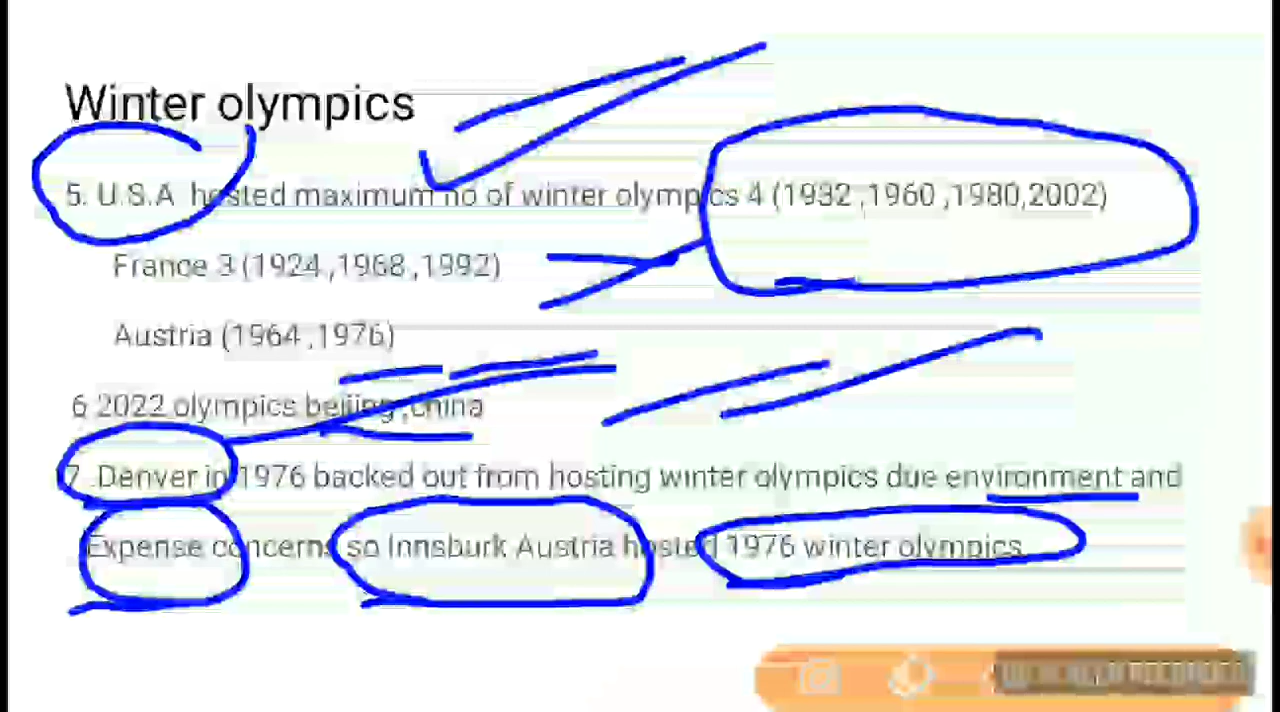 Winter olympics
5. U.S.A hosted maximum no of winter olympics 4 (1932 ,1960 ,1980,2002)
France 3 (1924 ,1968 ,1992)
Austria (1964 ,1976)
6 2022 olympics beijing ,china
7. Denver in 1976 backed out from hosting winter olympics due environment and
Expense concerns so Innsburk Austria hosted 1976 winter olympics